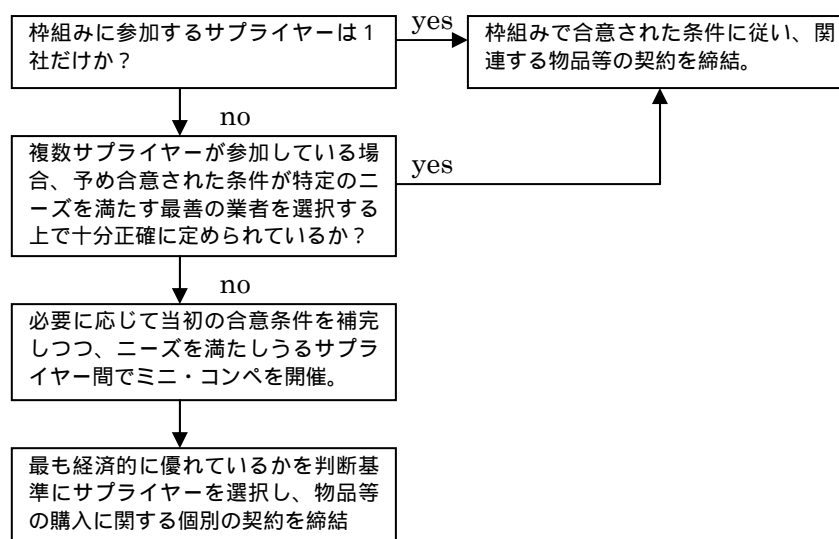 枠組みに参加するサプライヤーは1
社だけか？
yes
枠組みで合意された条件に従い、関
連する物品等の契約を締結。
no
複数サプライヤーが参加している場
合、予め合意された条件が特定のニ
ーズを満たす最善の業者を選択する
上で十分正確に定められているか？
yes
no
必要に応じて当初の合意条件を補完
しつつ、ニーズを満たしうるサプラ
イヤー間でミニ・コンペを開催。
最も経済的に優れているかを判断基
準にサプライヤーを選択し、物品等
の購入に関する個別の契約を締結